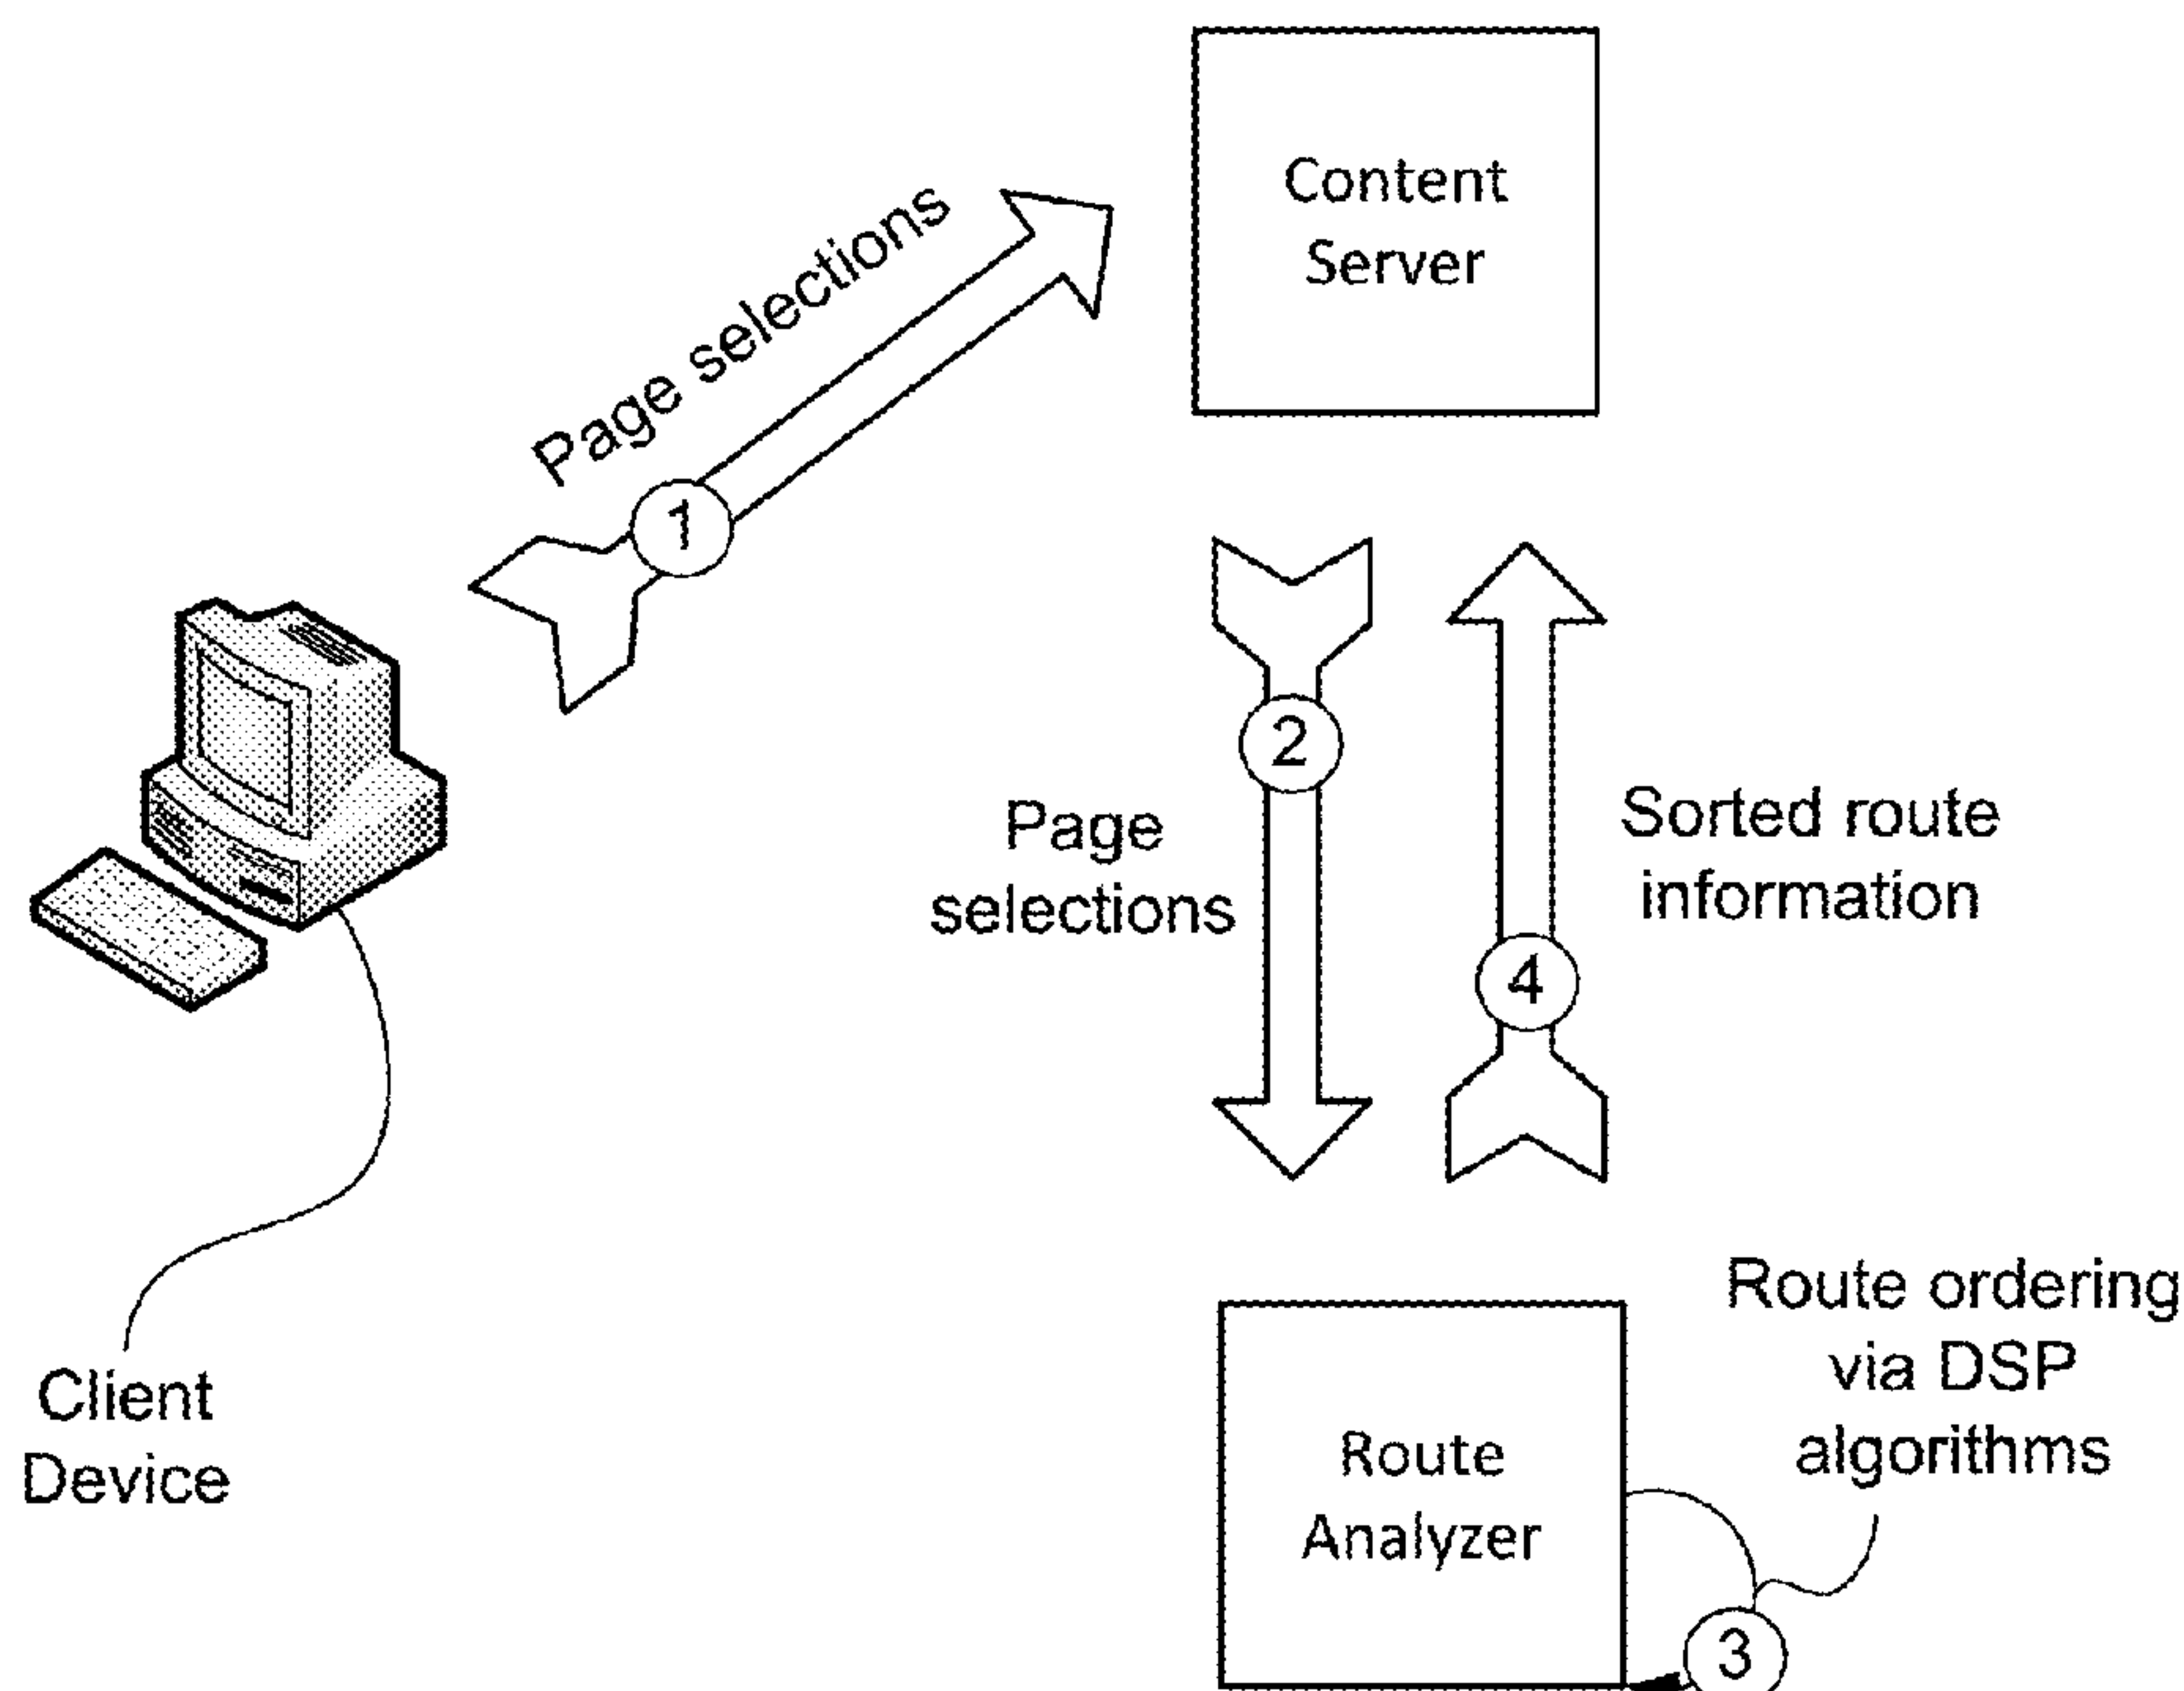 Content
Server
Page selections
1
2
Page
selections
Sorted route
information
4
Client
Device
Route
Analyzer
Route ordering
via DSP
algorithms
3